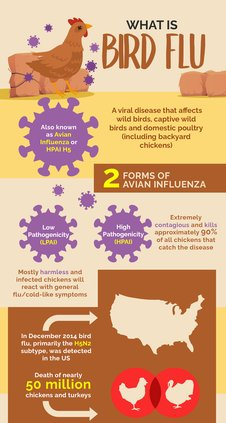 WHAT IS
BIRD FLU
A viral disease that affects
wild birds, captive wild
birds and domestic poultry
(including backyard
chickens)
Also known
as Avian
Influenza or
HPAI H5
2 FORMS OF
AVIAN INFLUENZA
Low
Pathogenicity
(LPAI)
High
Pathogenicity
(HPAI)
Extremely
contagious and kills
approximately 90%
of all chickens that
catch the disease
Mostly harmless and
infected chickens will
react with general
flu/cold-like symptoms
In December 2014 bird
flu, primarily the H5N2
subtype, was detected
in the US
Death of nearly
50 million
chickens and turkeys